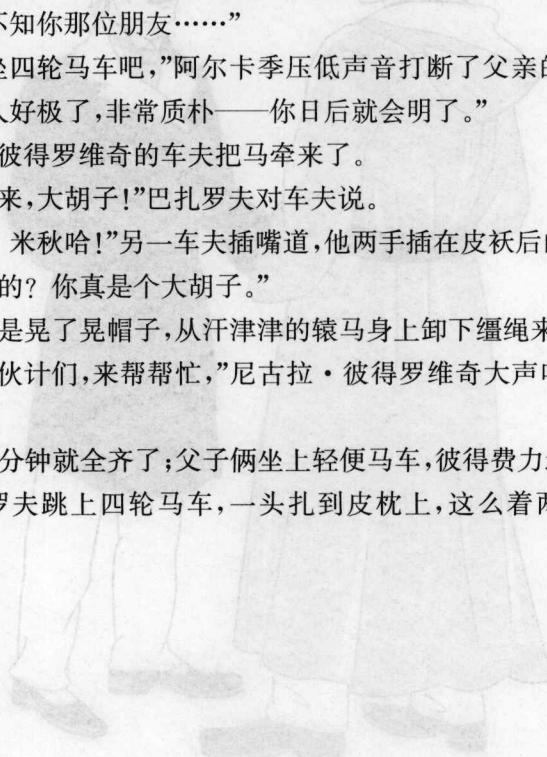 不知你那位朋友……”
坐四轮马车吧，”阿尔卡季压低声音打断了父亲的
人好极了，非常质朴——你日后就会明了。”
彼得罗维奇的车夫把马牵来了。
来，大胡子！”巴扎罗夫对车夫说。
米秋哈！”另一车夫插嘴道，他两手插在皮袄后
的？你真是个大胡子。”
是晃了晃帽子，从汗津津的辕马身上卸下缰绳来
伙计们，来帮帮忙，”尼古拉·彼得罗维奇大声
分钟就全齐了；父子俩坐上轻便马车，彼得费力
罗夫跳上四轮马车，一头扎到皮枕上，这么着两